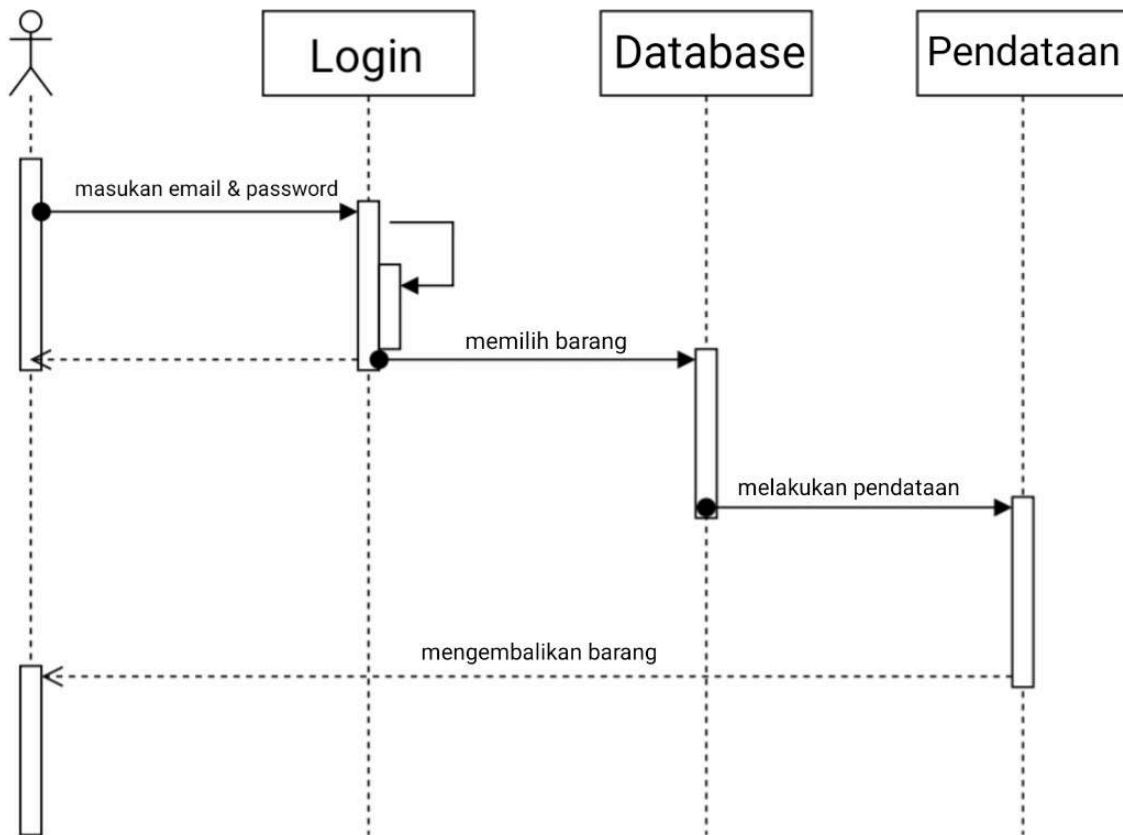 Login
Database
Pendataan
masukan email & password
memilih barang
melakukan pendataan
mengembalikan barang